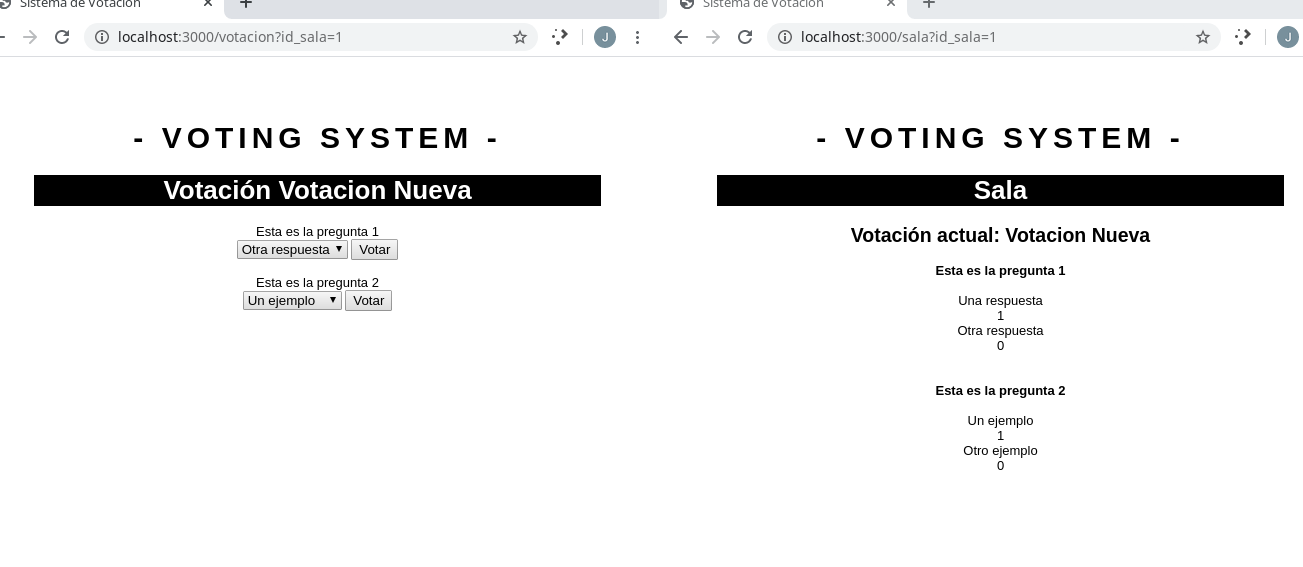 Sistema de Votación
localhost:3000/votacion?id_sala=1
J
- VOTING SYSTEM -
Votación Votacion Nueva
Esta es la pregunta 1
Otra respuesta Votar
Esta es la pregunta 2
Un ejemplo Votar
Sistema de Votación
localhost:3000/sala?id_sala=1
J
- VOTING SYSTEM -
Sala
Votación actual: Votacion Nueva
Esta es la pregunta 1
Una respuesta
1
Otra respuesta
0
Esta es la pregunta 2
Un ejemplo
1
Otro ejemplo
0